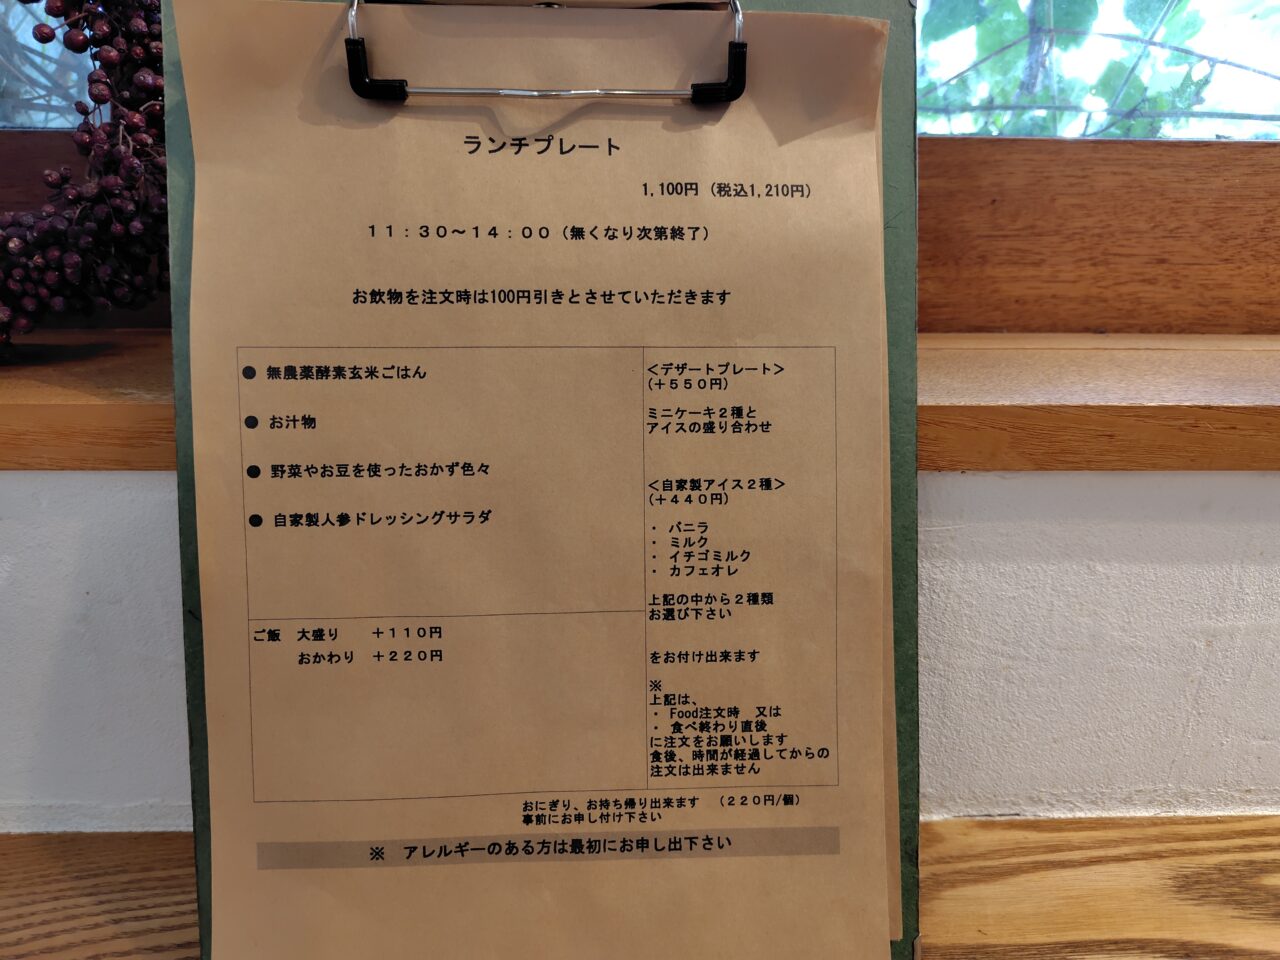 ランチプレート
1,100円（税込1,210円）
１１：３０～１４：００（無くなり次第終了）
お飲物を注文時は100円引きとさせていただきます
● 無農薬酵素玄米ごはん
● お汁物
● 野菜やお豆を使ったおかず色々
● 自家製人参ドレッシングサラダ
ご飯　大盛り　　＋１１０円
おかわり　＋２２０円
＜デザートプレート＞
（＋５５０円）
ミニケーキ２種と
アイスの盛り合わせ
＜自家製アイス２種＞
（＋４４０円）
・ バニラ
・ ミルク
・ イチゴミルク
・ カフェオレ
上記の中から２種類
お選び下さい
をお付け出来ます
※
上記は、
・ Food注文時　又は
・ 食べ終わり直後
に注文をお願いします
食後、時間が経過してからの
注文は出来ません
おにぎり、お持ち帰り出来ます　（２２０円/個）
事前にお申し付け下さい
※　アレルギーのある方は最初にお申し出下さい